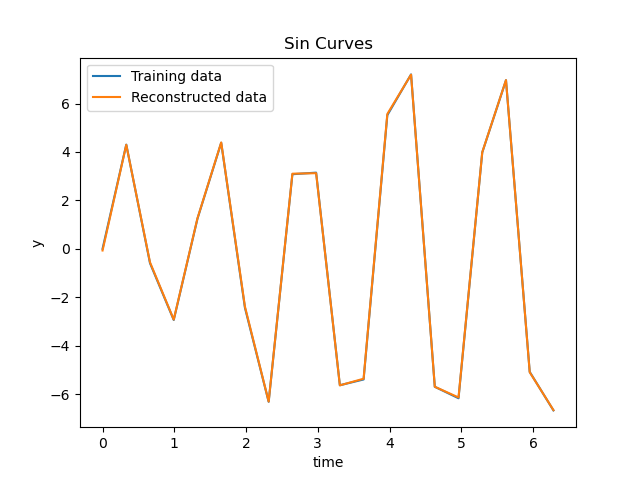 Sin Curves
Training data
Reconstructed data
6
4
2
0
−2
−4
−6
y
0 1 2 3 4 5 6
time